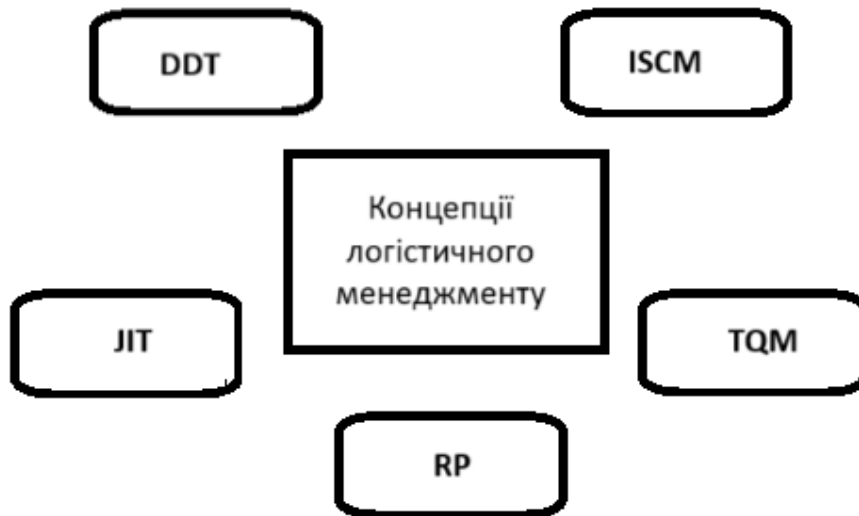 DDT
ISCM
Концепції
логістичного
менеджменту
JIT
TQM
RP